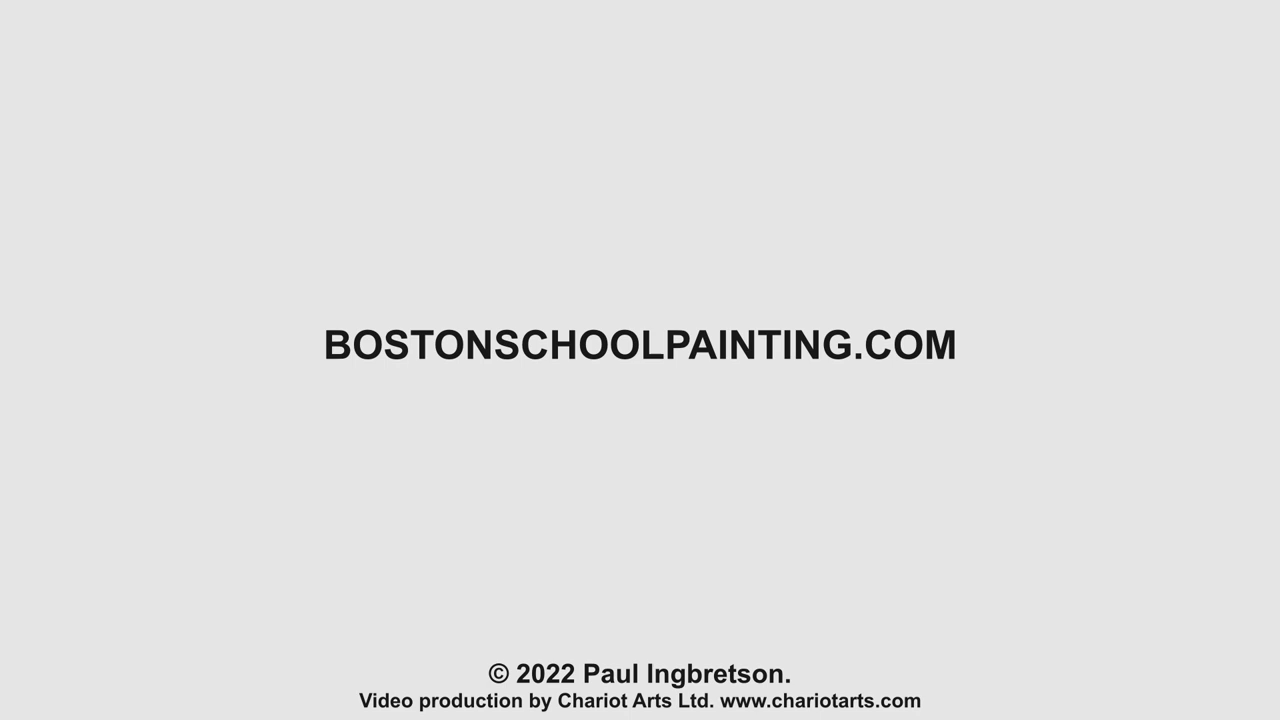 BOSTONSCHOOLPAINTING.COM
© 2022 Paul Ingbretson.
Video production by Chariot Arts Ltd. www.chariotarts.com